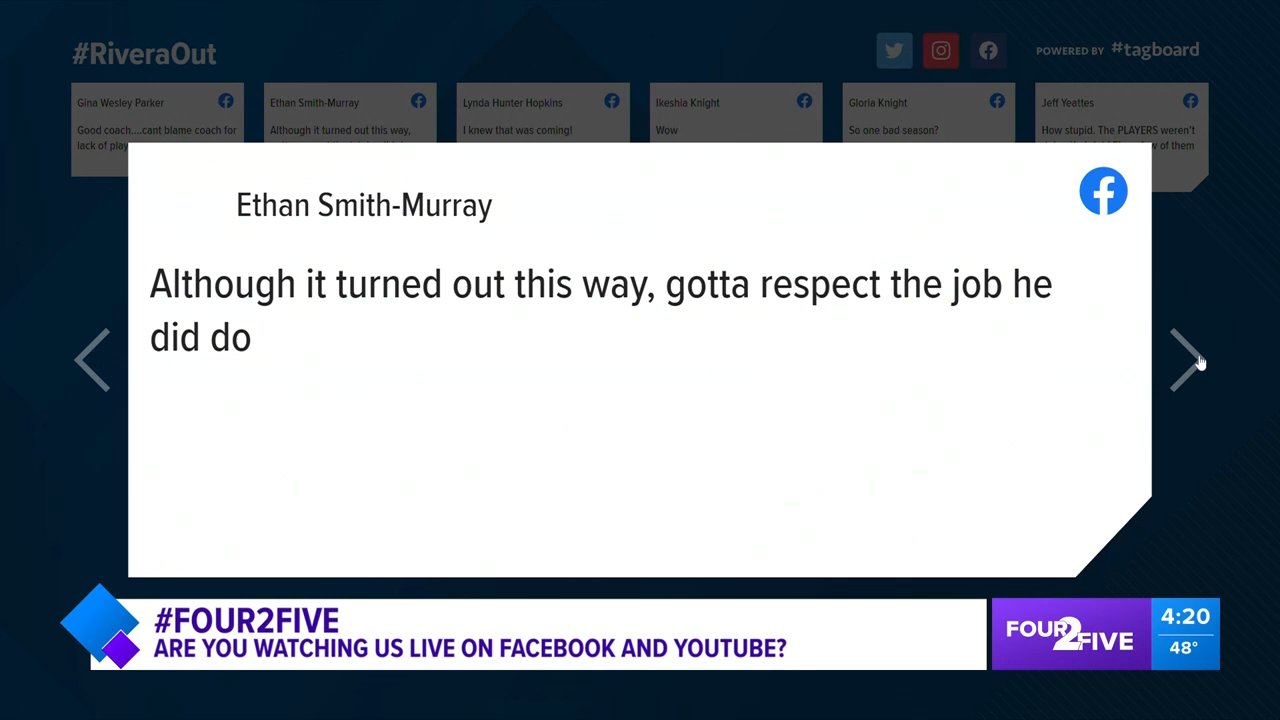 #RiveraOut
POWERED BY #tagboard
Gina Wesley Parker
Good coach....cant blame coach for
lack of play
Ethan Smith-Murray
Although it turned out this way,
Lynda Hunter Hopkins
I knew that was coming!
Ikeshia Knight
Wow
Gloria Knight
So one bad season?
Jeff Yeattes
How stupid. The PLAYERS weren't
of them
Ethan Smith-Murray
Although it turned out this way, gotta respect the job he
did do
#FOUR2FIVE
ARE YOU WATCHING US LIVE ON FACEBOOK AND YOUTUBE?
FOUR2FIVE
4:20
48°